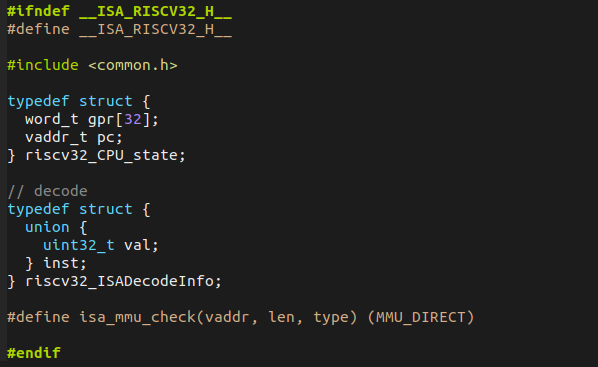 #ifndef __ISA_RISCV32_H__
#define __ISA_RISCV32_H__
#include <common.h>
typedef struct {
word_t gpr[32];
vaddr_t pc;
} riscv32_CPU_state;
// decode
typedef struct {
union {
uint32_t val;
} inst;
} riscv32_ISADecodeInfo;
#define isa_mmu_check(vaddr, len, type) (MMU_DIRECT)
#endif